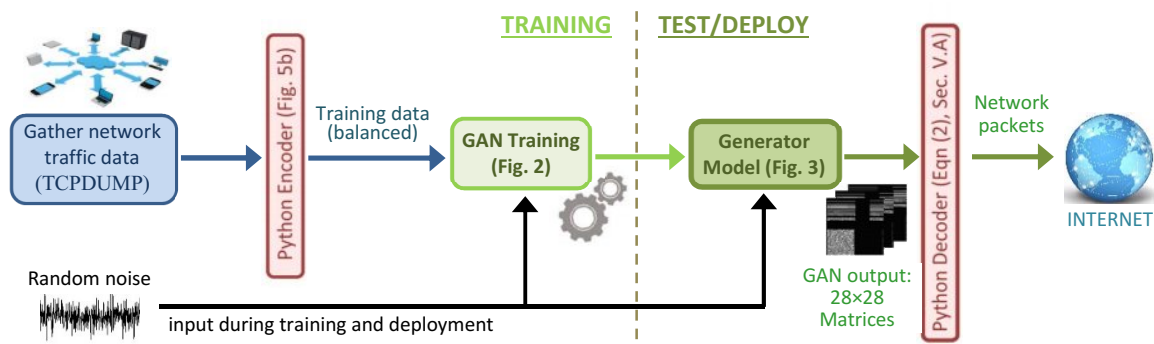 TRAINING
TEST/DEPLOY
Gather network
traffic data
(TCPDUMP)
Python Encoder (Fig. 5b)
Training data
(balanced)
GAN Training
(Fig. 2)
Generator
Model (Fig. 3)
GAN output:
28×28
Matrices
Python Decoder (Eqn (2), Sec. V.A)
Network
packets
INTERNET
Random noise
input during training and deployment